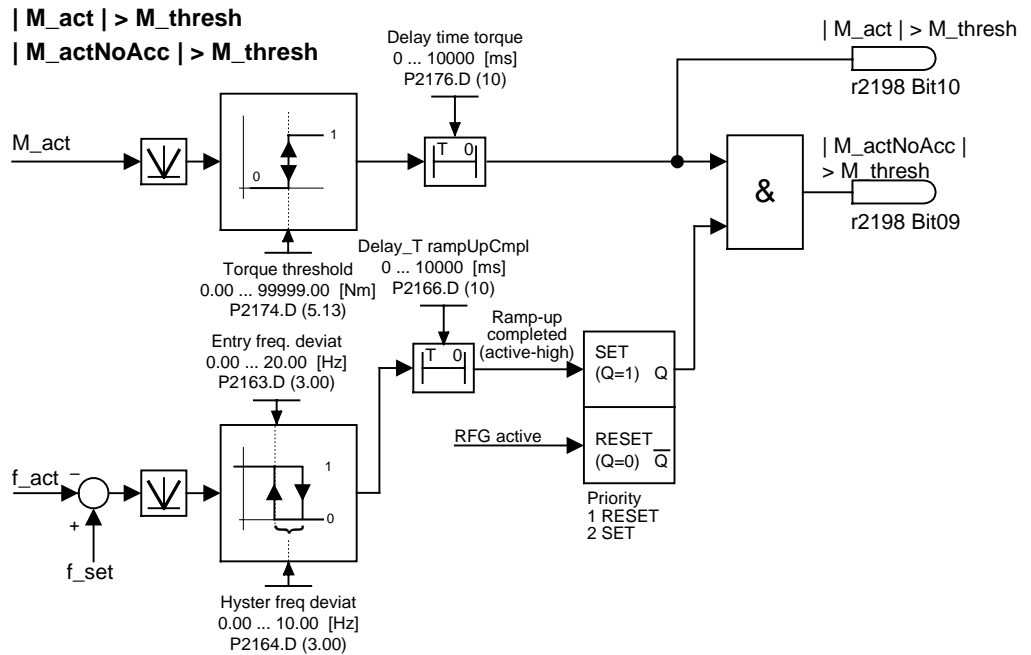 | M_act | > M_thresh
| M_actNoAcc | > M_thresh
Delay time torque
0 ... 10000 [ms]
P2176.D (10)
| M_act | > M_thresh
r2198 Bit10
M_act
1
0
T 0
&
| M_actNoAcc |
> M_thresh
r2198 Bit09
Torque threshold
0.00 ... 99999.00 [Nm]
P2174.D (5.13)
Delay_T rampUpCmpl
0 ... 10000 [ms]
P2166.D (10)
Entry freq. deviat
0.00 ... 20.00 [Hz]
P2163.D (3.00)
T 0
Ramp-up
completed
(active-high)
SET
(Q=1) Q
RFG active
RESET
(Q=0) Q
Priority
1 RESET
2 SET
f_act
–
+
f_set
1
0
Hyster freq deviat
0.00 ... 10.00 [Hz]
P2164.D (3.00)